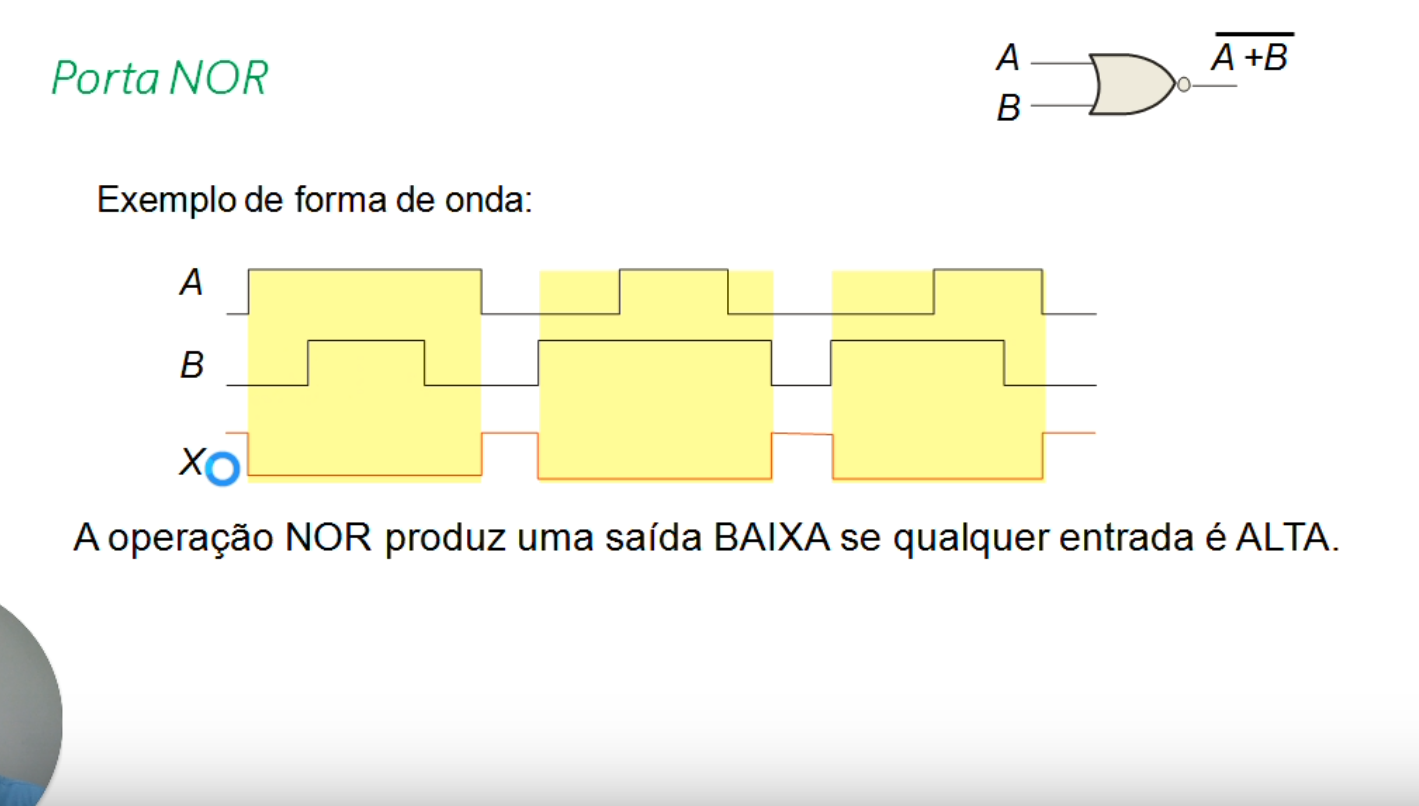 Porta NOR
A
B
A +B
Exemplo de forma de onda:
A
B
X
A operação NOR produz uma saída BAIXA se qualquer entrada é ALTA.